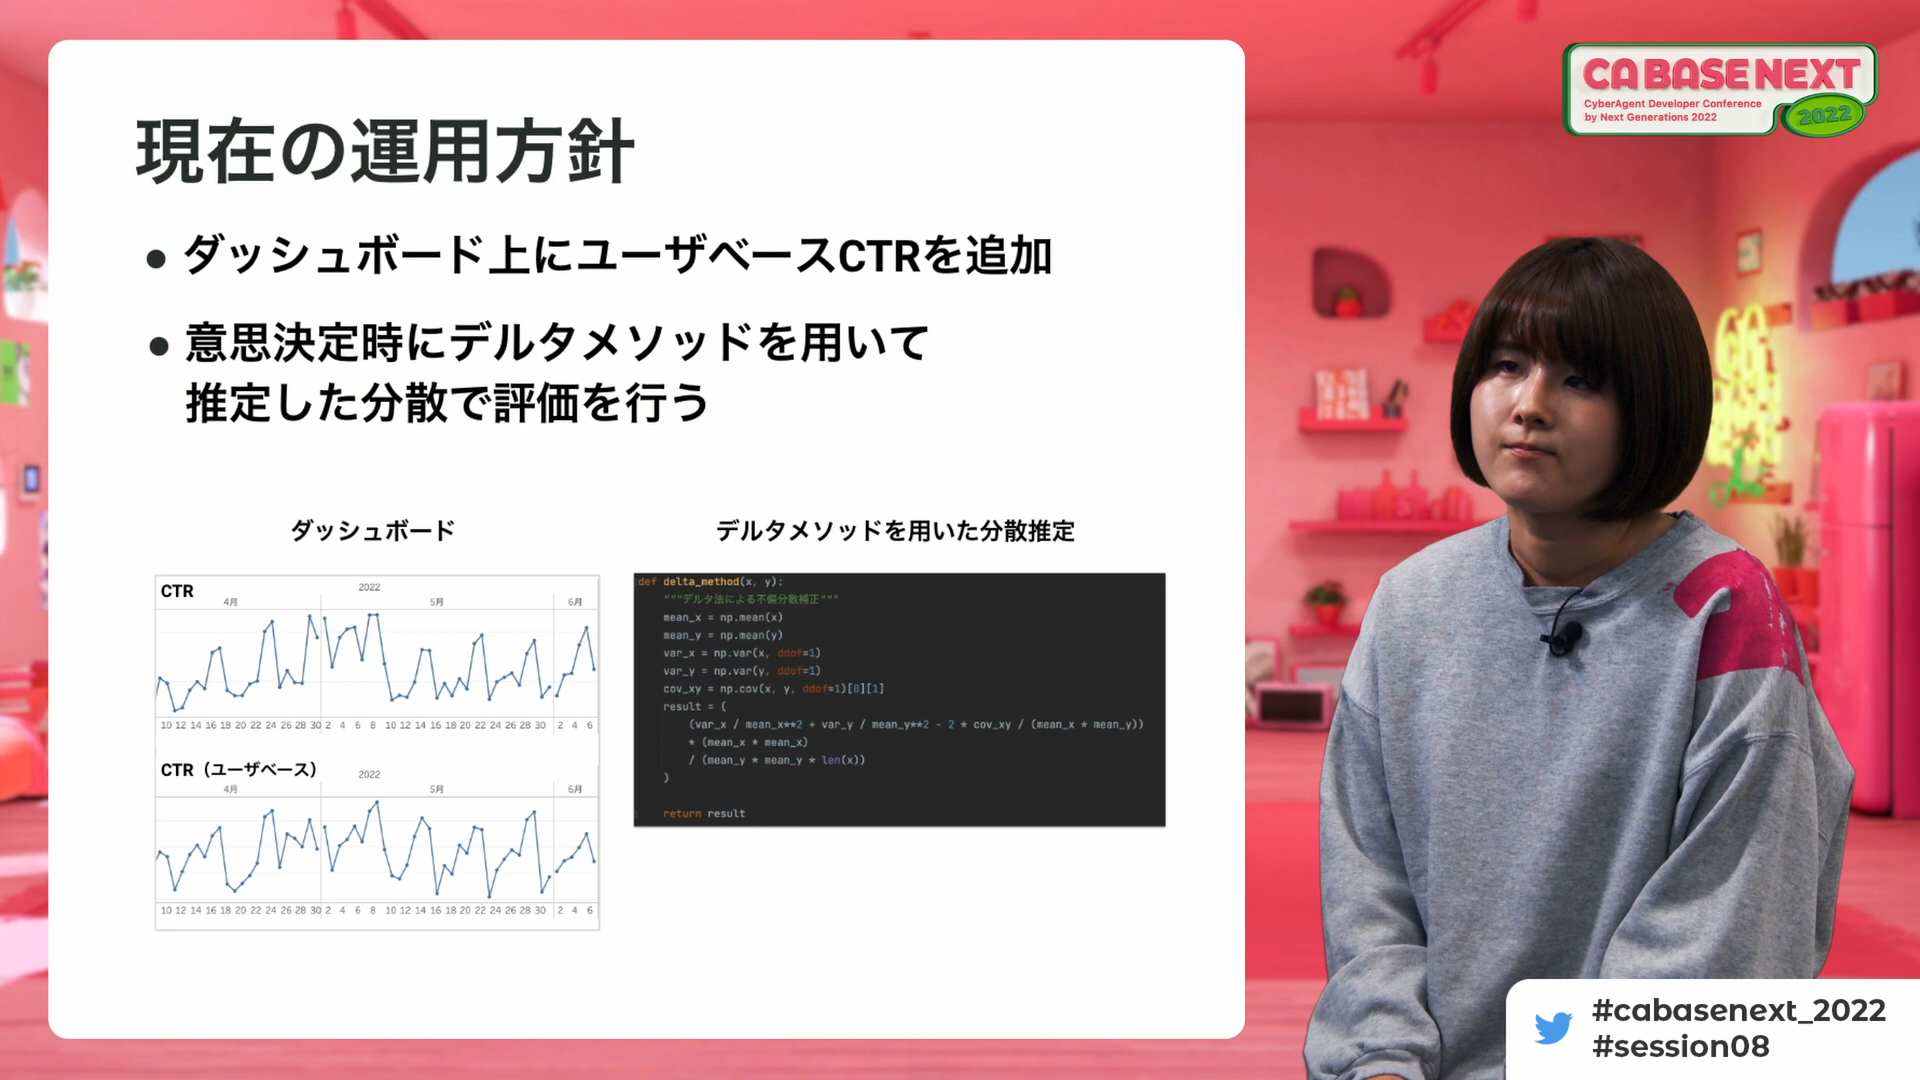 現在の運用方針
● ダッシュボード上にユーザベースCTRを追加
● 意思決定時にデルタメソッドを用いて
推定した分散で評価を行う
ダッシュボード
CTR
2022
4月 5月 6月
10 12 14 16 18 20 22 24 26 28 30 2 4 6 8 10 12 14 16 18 20 22 24 26 28 30 2 4 6
CTR（ユーザベース）
2022
4月 5月 6月
10 12 14 16 18 20 22 24 26 28 30 2 4 6 8 10 12 14 16 18 20 22 24 26 28 30 2 4 6
デルタメソッドを用いた分散推定
def delta_method(x, y):
"""デルタ法による不偏分散補正"""
mean_x = np.mean(x)
mean_y = np.mean(y)
var_x = np.var(x, ddof=1)
var_y = np.var(y, ddof=1)
cov_xy = np.cov(x, y, ddof=1)[0][1]
result = (
(var_x / mean_x**2 + var_y / mean_y**2 - 2 * cov_xy / (mean_x * mean_y))
* (mean_x * mean_x)
/ (mean_y * mean_y * len(x))
)
return result
CA BASE NEXT
CyberAgent Developer Conference
by Next Generations 2022
2022
#cabasenext_2022
#session08